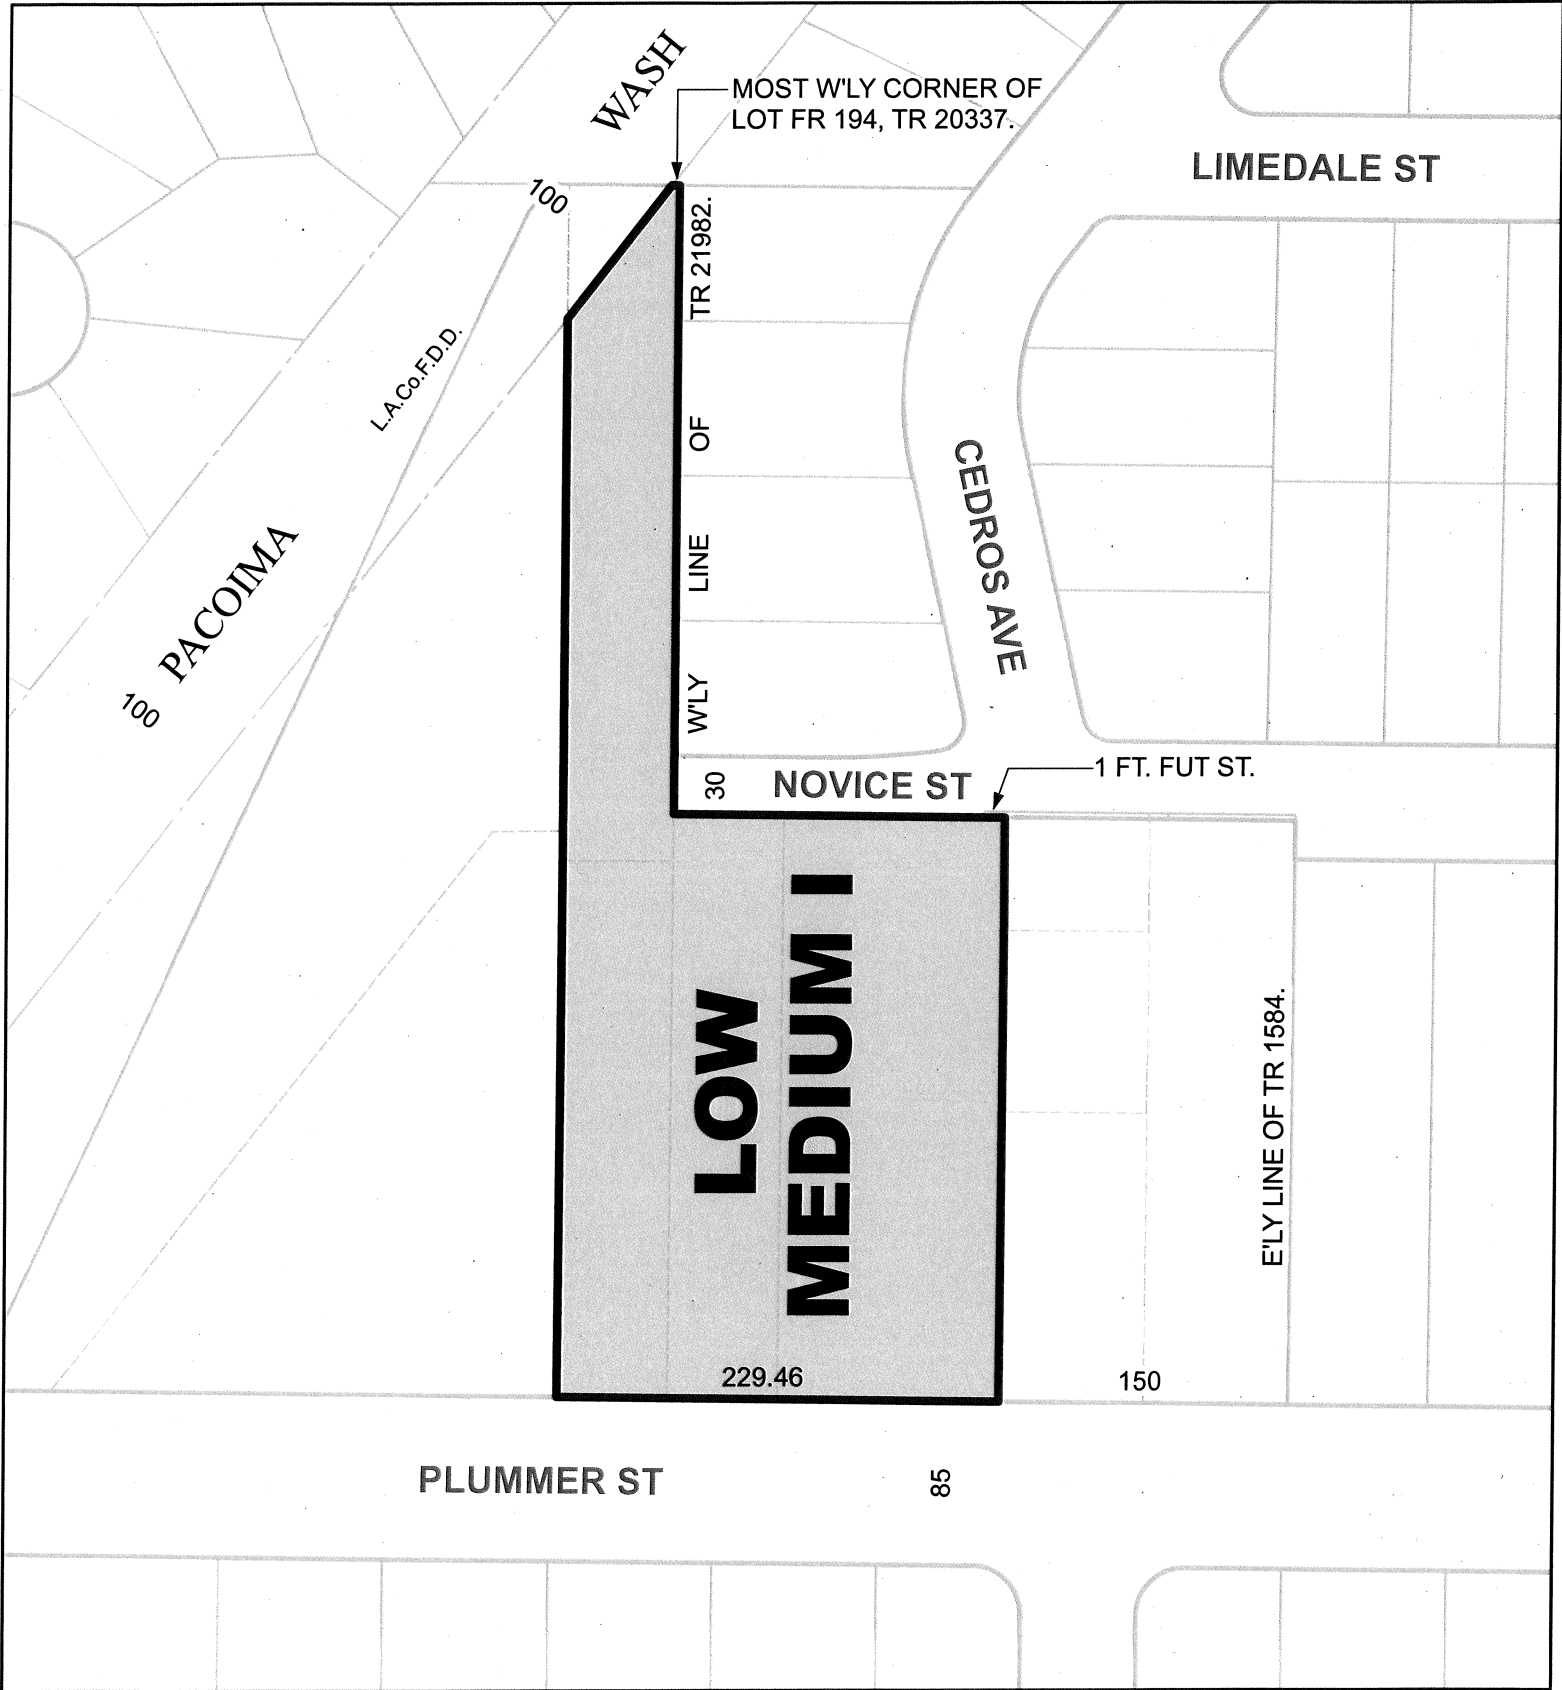 WASH
MOST W'LY CORNER OF
LOT FR 194, TR 20337.
LIMEDALE ST
100
L.A.Co.F.D.D.
W'LY LINE OF TR 21982.
CEDROS AVE
PACOIMA
100
30
NOVICE ST
1 FT. FUT ST.
LOW
MEDIUM I
E'LY LINE OF TR 1584.
229.46
150
PLUMMER ST
85